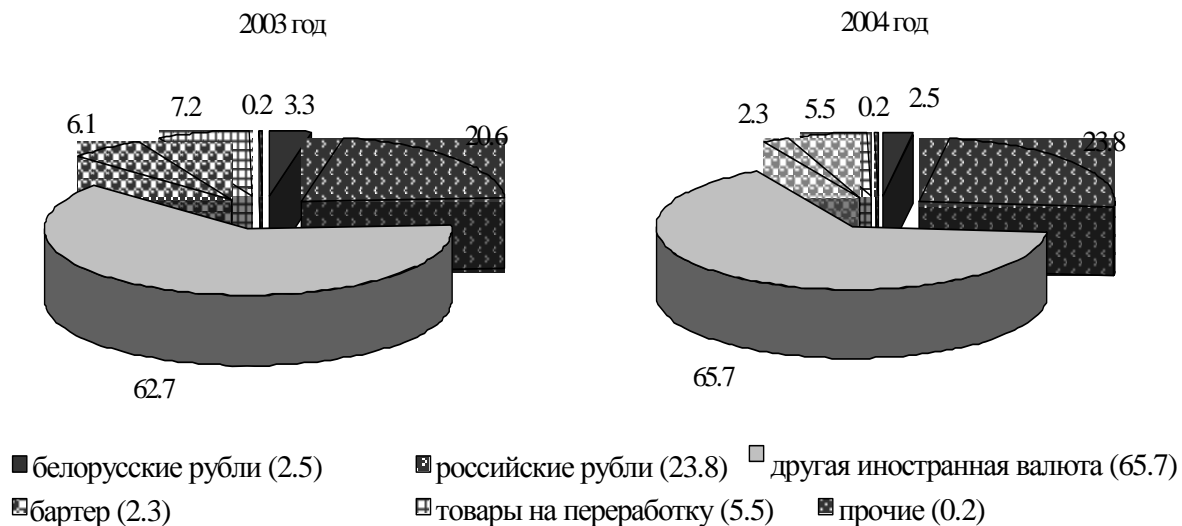 2003 год
2004 год
6.1
7.2
0.2
3.3
20.6
62.7
2.3
5.5
0.2
2.5
23.8
65.7
белорусские рубли (2.5)
российские рубли (23.8)
другая иностранная валюта (65.7)
бартер (2.3)
товары на переработку (5.5)
прочие (0.2)